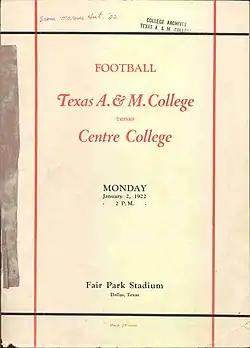 COLLEGE ARCHIVES
TEXAS A. & M. COLLEGE
FOOTBALL
Texas A. & M. College
versus
Centre College
MONDAY
January 2, 1922
2 P. M.
Fair Park Stadium
Dallas, Texas